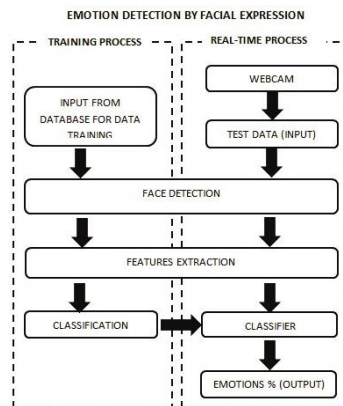 EMOTION DETECTION BY FACIAL EXPRESSION
TRAINING PROCESS
REAL-TIME PROCESS
INPUT FROM
DATABASE FOR DATA
TRAINING
WEBCAM
TEST DATA (INPUT)
FACE DETECTION
FEATURES EXTRACTION
CLASSIFICATION
CLASSIFIER
EMOTIONS % (OUTPUT)